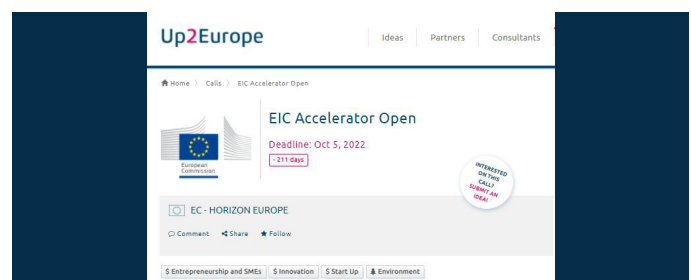 Up2Europe
Ideas
Partners
Consultants
Home
Calls
EIC Accelerator Open
EIC Accelerator Open
Deadline: Oct 5, 2022
- 211 days
European
Commission
INTERESTED
ON THIS
CALL?
SUBMIT AN
IDEA!
EC - HORIZON EUROPE
Comment
Share
Follow
$ Entrepreneurship and SMEs
$ Innovation
$ Start Up
Environment